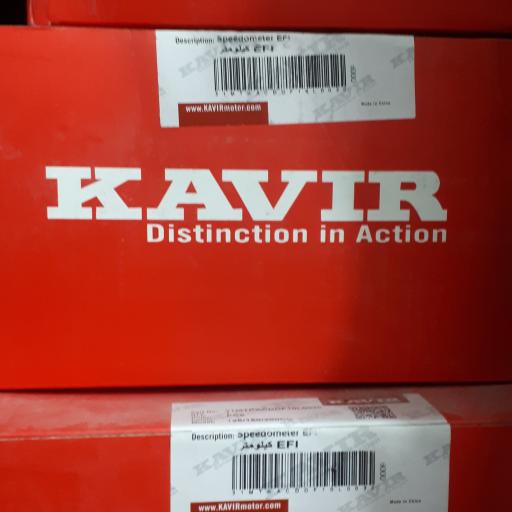 Description: Speedometer EFI
کیلومتر EFI
www.KAVIRmotor.com
Made in China
KAVIR
Distinction in Action
KAVIR
Description: Speedometer EFI
کیلومتر EFI
www.KAVIRmotor.com
Made in China